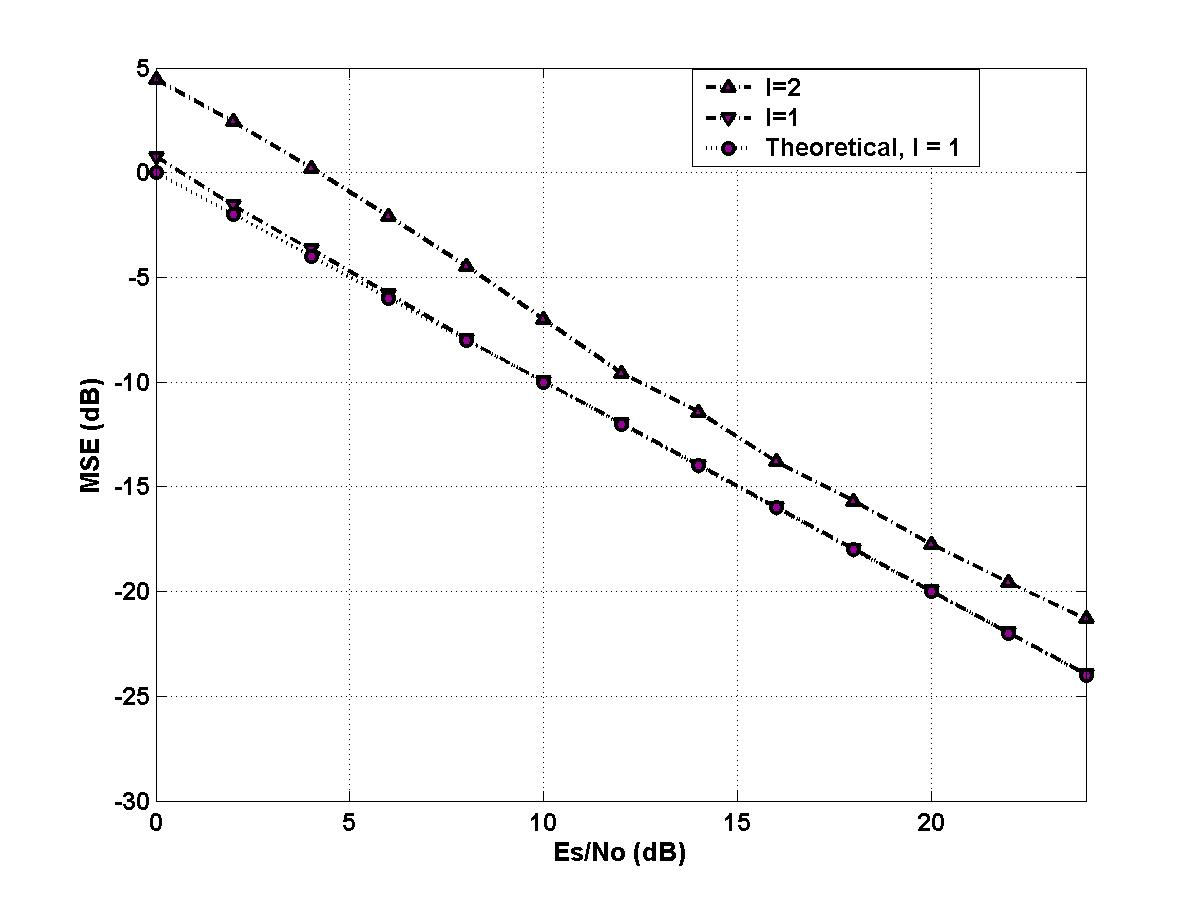 5
0
-5
-10
-15
-20
-25
-30
0 5 10 15 20
MSE (dB)
Es/No (dB)
I=2
I=1
Theoretical, I = 1